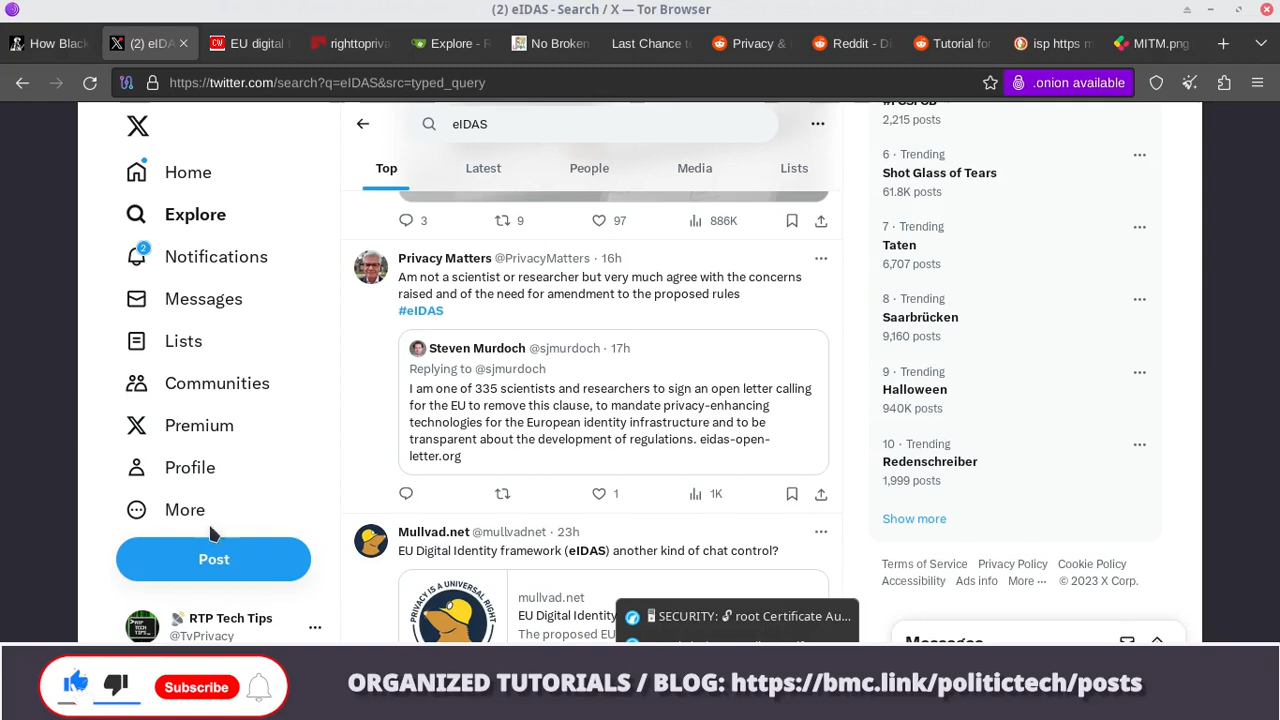 (2) eIDAS - Search / X — Tor Browser
How Black
(2) eID
EU digital
righttopriva
Explore - R
No Broken
Last Chance t
Privacy &
Reddit - Di
Tutorial for
isp https m
MITM.png
https://twitter.com/search?q=eIDAS&src=typed_query
.onion available
Home
Explore
2
Notifications
Messages
Lists
Communities
Premium
Profile
More
Post
RTP Tech Tips
@TvPrivacy
eIDAS
Top
Latest
People
Media
Lists
3
9
97
886K
Privacy Matters @PrivacyMatters · 16h
Am not a scientist or researcher but very much agree with the concerns
raised and of the need for amendment to the proposed rules
#eIDAS
Steven Murdoch @sjmurdoch · 17h
Replying to @sjmurdoch
I am one of 335 scientists and researchers to sign an open letter calling
for the EU to remove this clause, to mandate privacy-enhancing
technologies for the European identity infrastructure and to be
transparent about the development of regulations. eidas-open-
letter.org
1
1K
Mullvad.net @mullvadnet · 23h
EU Digital Identity framework (eIDAS) another kind of chat control?
PRIVACY IS A UNIVERSAL RIGHT
mullvad.net
EU Digital Identity
The proposed EU
SECURITY: root Certificate Au...
2,215 posts
6 · Trending
Shot Glass of Tears
61.8K posts
7 · Trending
Taten
6,707 posts
8 · Trending
Saarbrücken
9,160 posts
9 · Trending
Halloween
940K posts
10 · Trending
Redenschreiber
1,999 posts
Show more
Terms of Service Privacy Policy Cookie Policy
Accessibility Ads info More ··· © 2023 X Corp.
Messages
Subscribe
ORGANIZED TUTORIALS / BLOG: https://bmc.link/politictech/posts